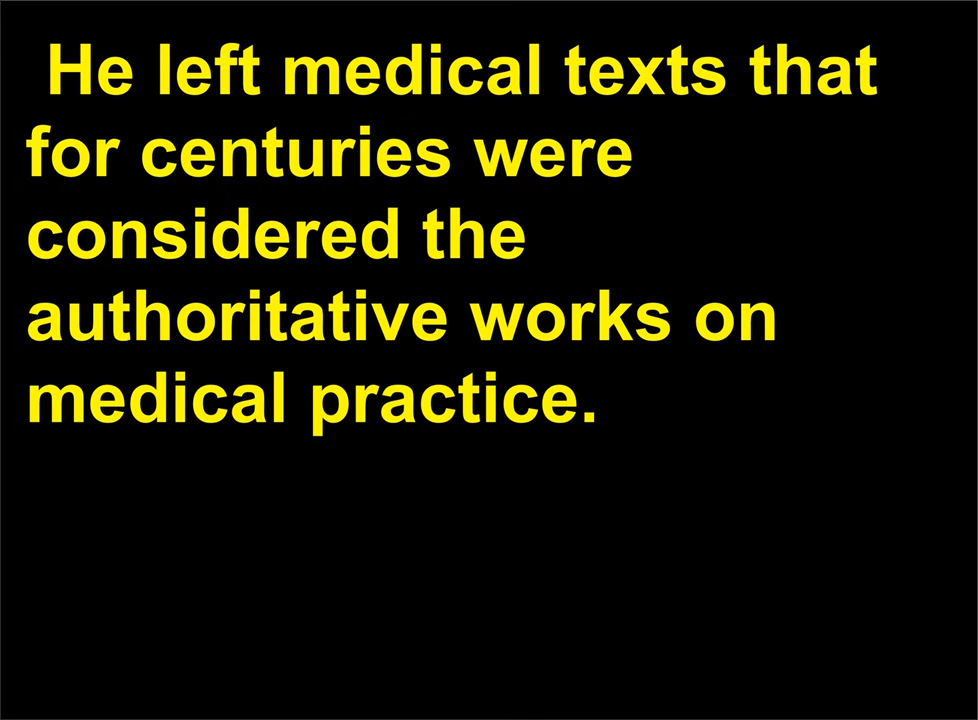 He left medical texts that
for centuries were
considered the
authoritative works on
medical practice.